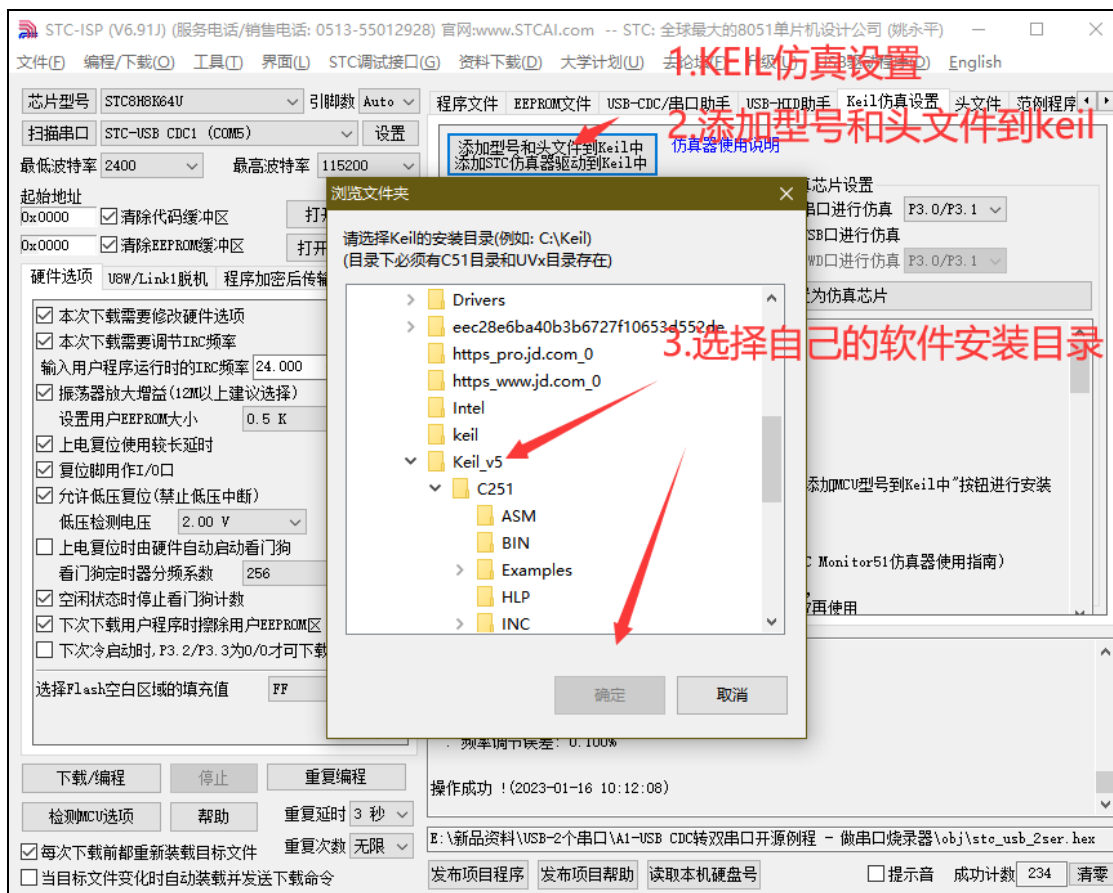 STC-ISP (V6.91J) (服务电话/销售电话: 0513-55012928) 官网:www.STCAI.com -- STC: 全球最大的8051单片机设计公司 (姚永平)
文件(F) 编程/下载(O) 工具(T) 界面(L) STC调试接口(G) 资料下载(D) 大学计划(U) English
1.KEIL仿真设置
芯片型号 STC8H8K64U 引脚数 Auto
程序文件 EEPROM文件 USB-CDC/串口助手 USB-HID助手 Keil仿真设置 头文件 范例程序
2.添加型号和头文件到keil
扫描串口 STC-USB CDC1 (COM5) 设置
添加型号和头文件到Keil中
添加STC仿真器驱动到Keil中
仿真器使用说明
最低波特率 2400 最高波特率 115200
起始地址
0x0000 清除代码缓冲区
0x0000 清除EEPROM缓冲区
硬件选项 U8W/Link1脱机 程序加密后传输
本次下载需要修改硬件选项
本次下载需要调节IRC频率
输入用户程序运行时的IRC频率 24.000
振荡器放大增益(12M以上建议选择)
设置用户EEPROM大小 0.5 K
上电复位使用较长延时
复位脚用作I/O口
允许低压复位(禁止低压中断)
低压检测电压 2.00 V
上电复位时由硬件自动启动看门狗
看门狗定时器分频系数 256
空闲状态时停止看门狗计数
下次下载用户程序时擦除用户EEPROM区
下次冷启动时,P3.2/P3.3为0/0才可下载
选择Flash空白区域的填充值 FF
浏览文件夹
请选择Keil的安装目录(例如: C:\Keil)
(目录下必须有C51目录和UVx目录存在)
Drivers
eec28e6ba40b3b6727f10653d552de
https_pro.jd.com_0
https_www.jd.com_0
Intel
keil
Keil_v5
C251
ASM
BIN
Examples
HLP
INC
确定 取消
3.选择自己的软件安装目录
芯片设置
串口进行仿真 P3.0/P3.1
SB口进行仿真
WD口进行仿真 P3.0/P3.1
为仿真芯片
添加MCU型号到Keil中"按钮进行安装
Monitor51仿真器使用指南)
再使用
频率调节误差: 0.100%
操作成功 !(2023-01-16 10:12:08)
下载/编程 停止 重复编程
检测MCU选项 帮助 重复延时 3 秒
重复次数 无限
每次下载前都重新装载目标文件
当目标文件变化时自动装载并发送下载命令
E:\新品资料\USB-2个串口\A1-USB CDC转双串口开源例程 - 做串口烧录器\obj\stc_usb_2ser.hex
发布项目程序 发布项目帮助 读取本机硬盘号 提示音 成功计数 234 清零